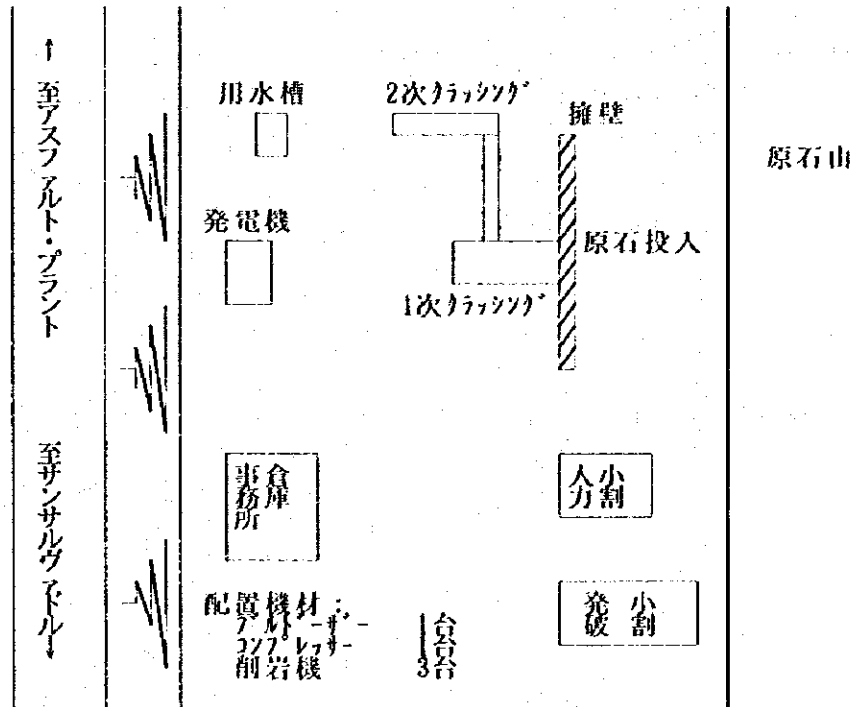 ↑
至アスファルト・プラント
至サンサルヴァドル↓
用水槽
2次クラッシング
擁壁
原石山
発電機
原石投入
1次クラッシング
倉庫
事務所
小割
人力
小割
発破
配置機材：
ブルドーザー 1台
コンプレッサー 1台
削岩機 3台